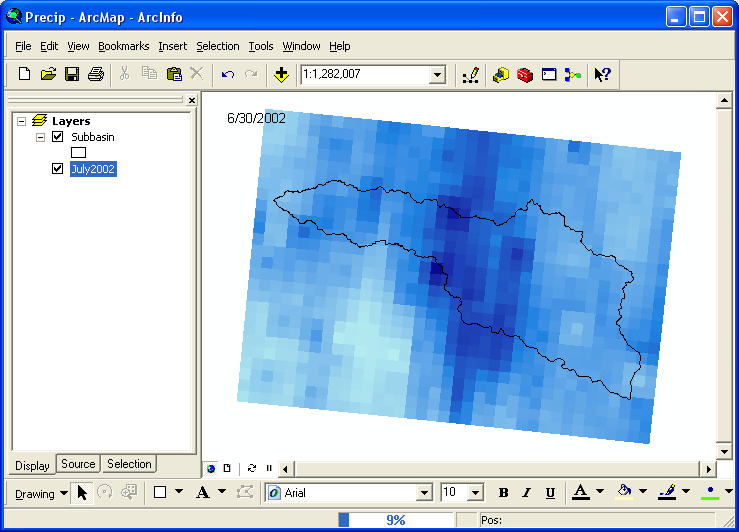 Precip - ArcMap - ArcInfo
File Edit View Bookmarks Insert Selection Tools Window Help
1:1,282,007
Layers
Subbasin
July2002
6/30/2002
Display Source Selection
Drawing A Arial 10 B I U A
9% Pos: